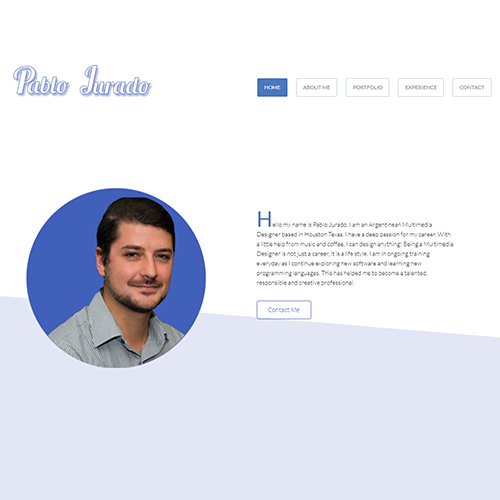 Pablo Jurado
HOME ABOUT ME PORTFOLIO EXPERIENCE CONTACT
Hello my name is Pablo Jurado. I am an Argentinean Multimedia
Designer based in Houston Texas. I have a deep passion for my career. With
a little help from music and coffee, I can design anything! Being a Multimedia
Designer is not just a career, it is a life style. I am in ongoing training
everyday as I continue exploring new software and learning new
programming languages. This has helped me to become a talented,
responsible and creative professional.
Contact Me